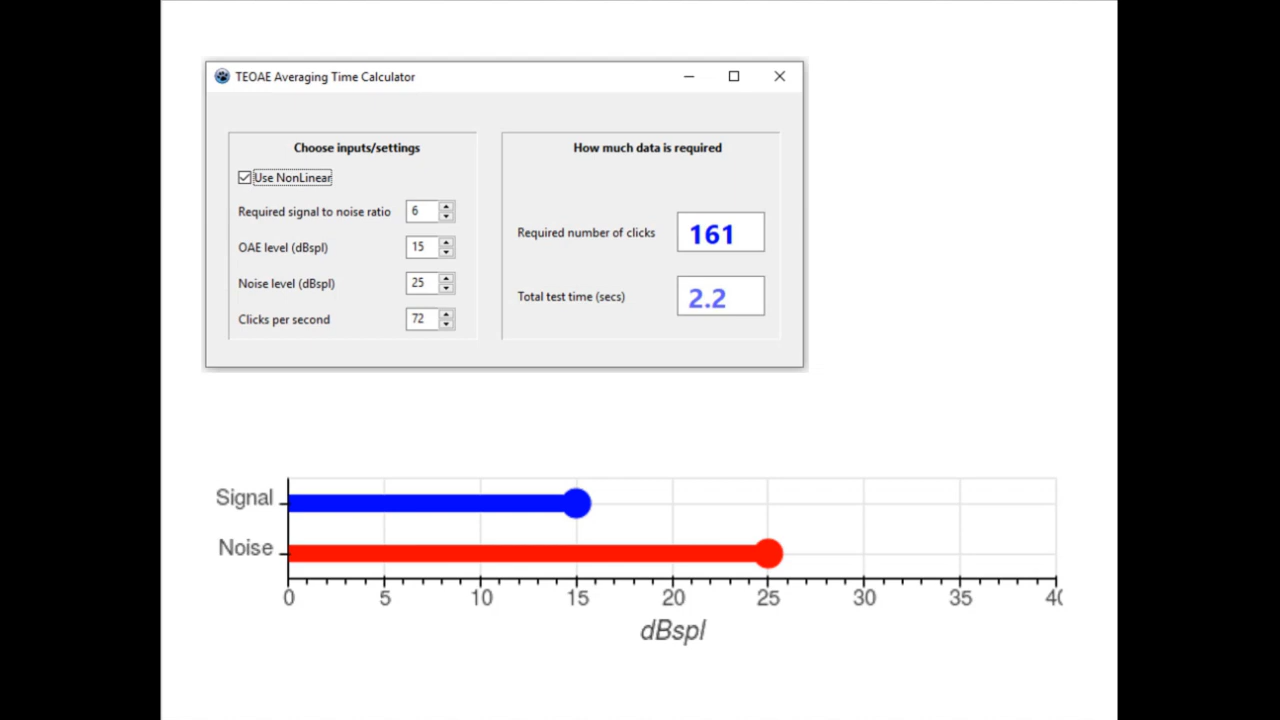 TEOAE Averaging Time Calculator
Choose inputs/settings
Use NonLinear
Required signal to noise ratio 6
OAE level (dBspl) 15
Noise level (dBspl) 25
Clicks per second 72
How much data is required
Required number of clicks 161
Total test time (secs) 2.2
Signal
Noise
0 5 10 15 20 25 30 35 40
dBspl